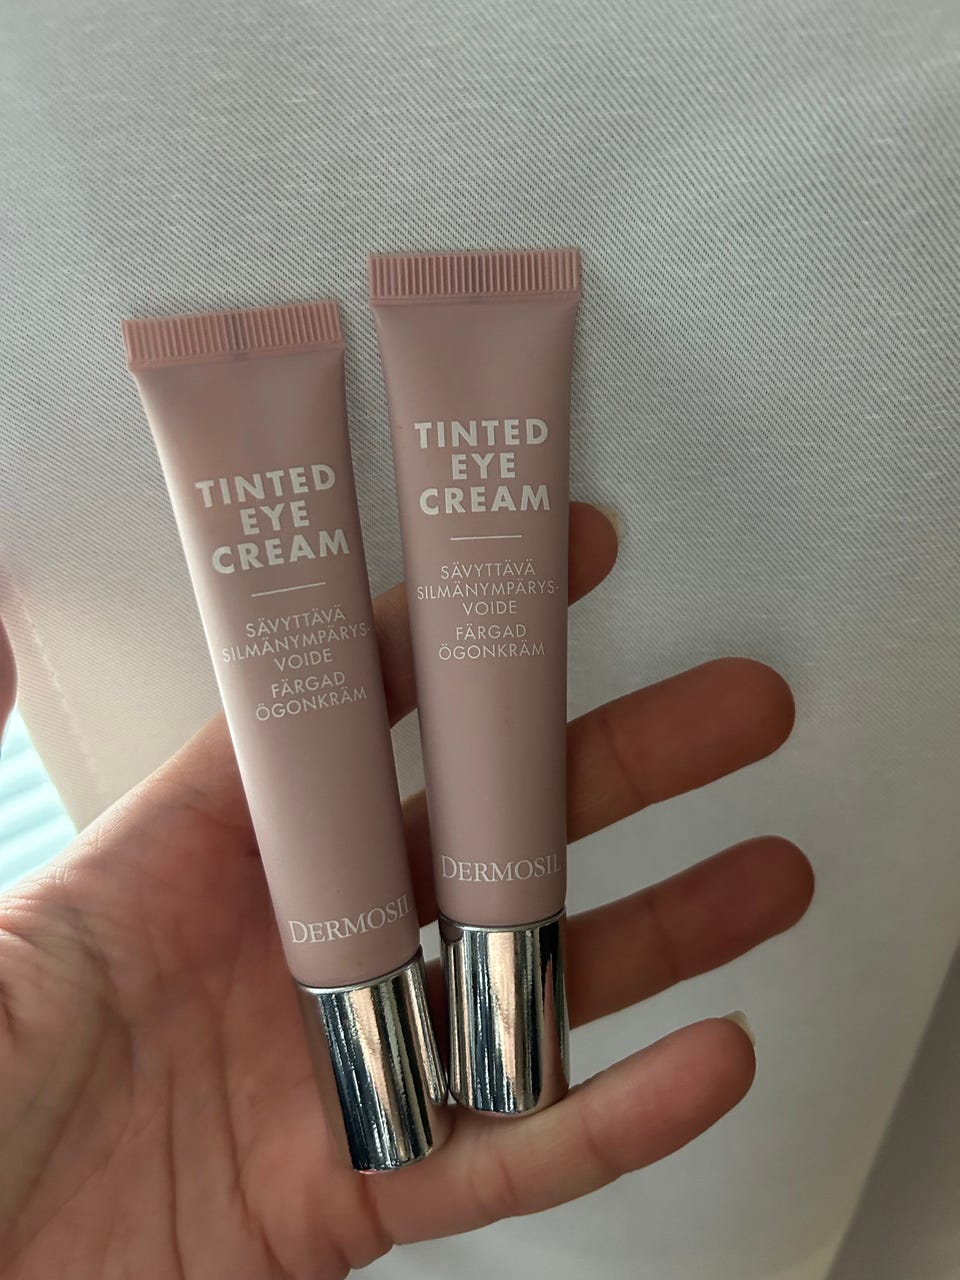 TINTED
EYE
CREAM
SÄVYTTÄVÄ
SILMÄNYMPÄRYS-
VOIDE
FÄRGAD
ÖGONKRÄM
DERMOSIL
TINTED
EYE
CREAM
SÄVYTTÄVÄ
SILMÄNYMPÄRYS-
VOIDE
FÄRGAD
ÖGONKRÄM
DERMOSIL